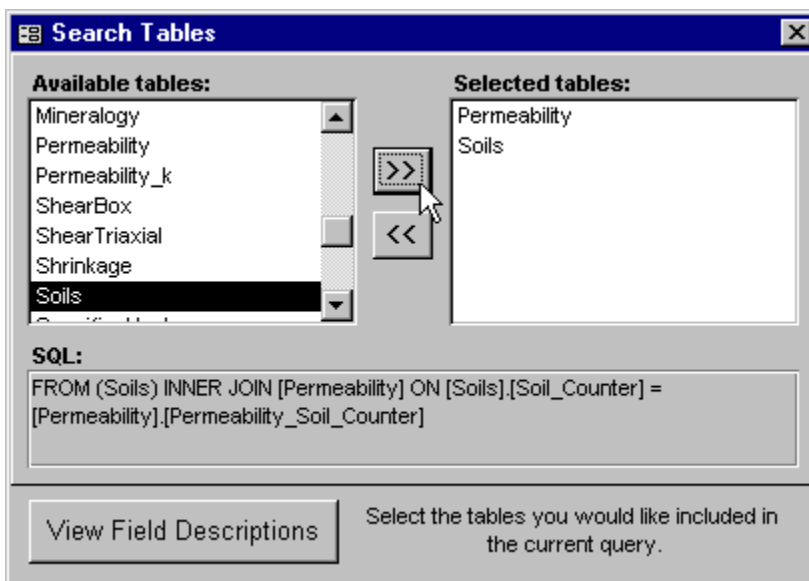 Search Tables
Available tables:
Selected tables:
Mineralogy
Permeability
Permeability_k
ShearBox
ShearTriaxial
Shrinkage
Soils
>>
<<
Permeability
Soils
SQL:
FROM (Soils) INNER JOIN [Permeability] ON [Soils].[Soil_Counter] =
[Permeability].[Permeability_Soil_Counter]
View Field Descriptions
Select the tables you would like included in
the current query.